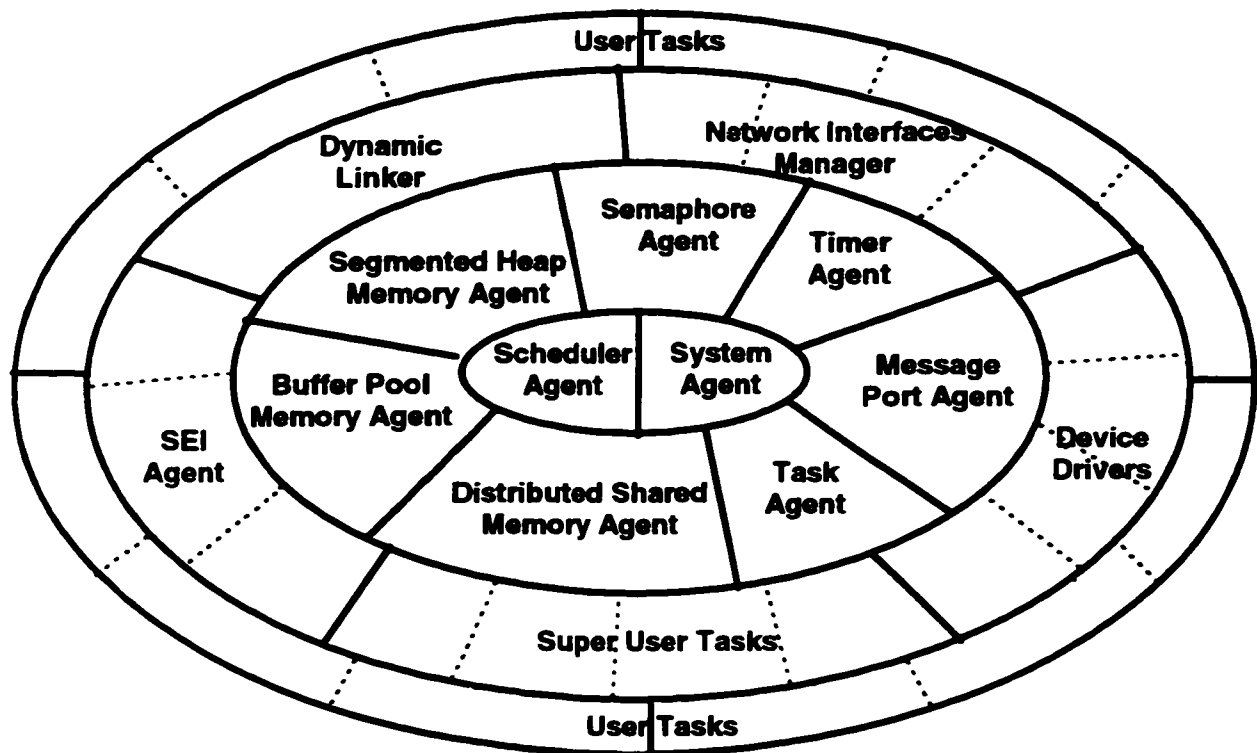 User Tasks
Dynamic
Linker
Network Interfaces
Manager
Semaphore
Agent
Timer
Agent
Segmented Heap
Memory Agent
Scheduler
Agent
System
Agent
Message
Port Agent
Buffer Pool
Memory Agent
SEI
Agent
Device
Drivers
Distributed Shared
Memory Agent
Task
Agent
Super User Tasks
User Tasks